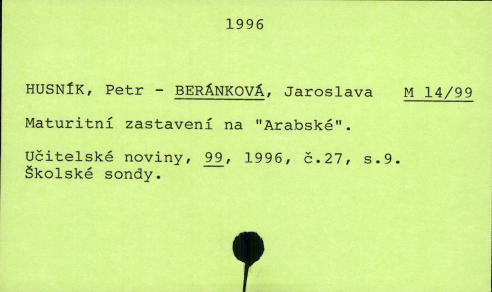 1996
HUSNÍK, Petr - BERÁNKOVÁ, Jaroslava M 14/99
Maturitní zastavení na "Arabské".
Učitelské noviny, 99, 1996, č.27, s.9.
Školské sondy.